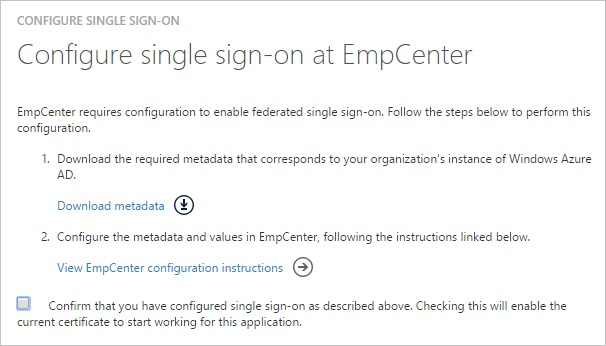 CONFIGURE SINGLE SIGN-ON
Configure single sign-on at EmpCenter
EmpCenter requires configuration to enable federated single sign-on. Follow the steps below to perform this
configuration.
1. Download the required metadata that corresponds to your organization's instance of Windows Azure
AD.
Download metadata
2. Configure the metadata and values in EmpCenter, following the instructions linked below.
View EmpCenter configuration instructions
Confirm that you have configured single sign-on as described above. Checking this will enable the
current certificate to start working for this application.